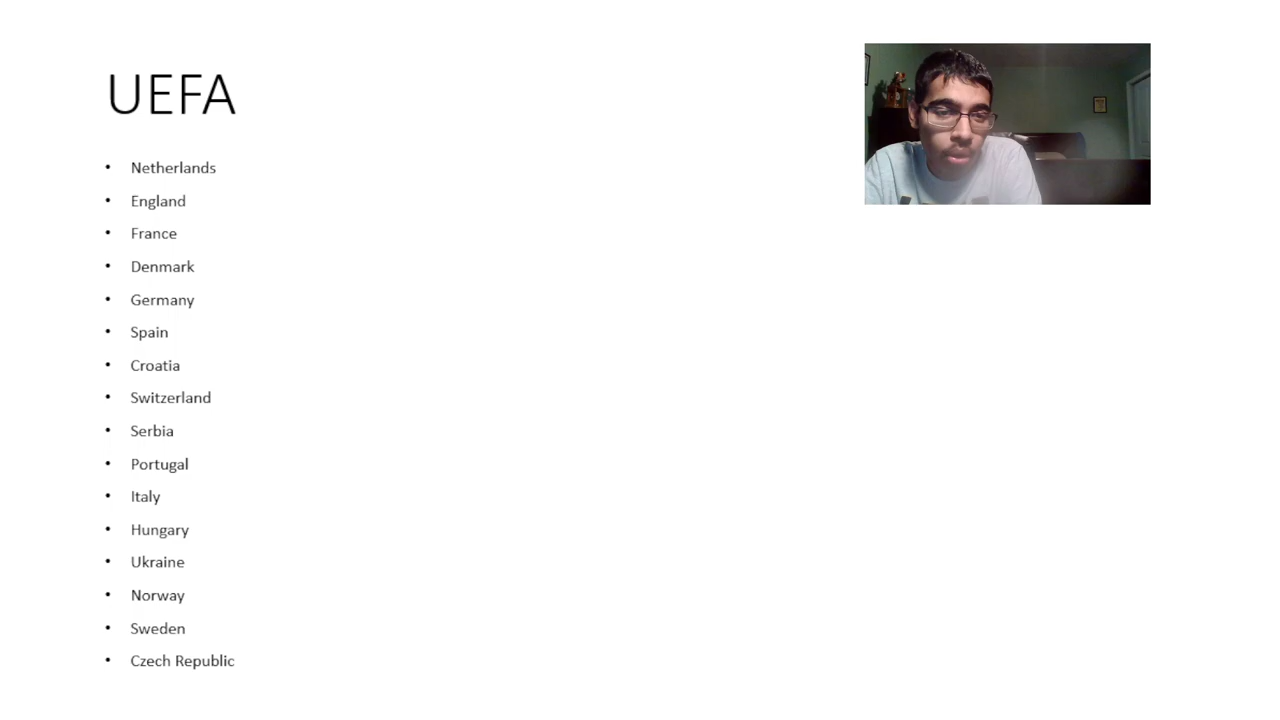 UEFA
• Netherlands
• England
• France
• Denmark
• Germany
• Spain
• Croatia
• Switzerland
• Serbia
• Portugal
• Italy
• Hungary
• Ukraine
• Norway
• Sweden
• Czech Republic